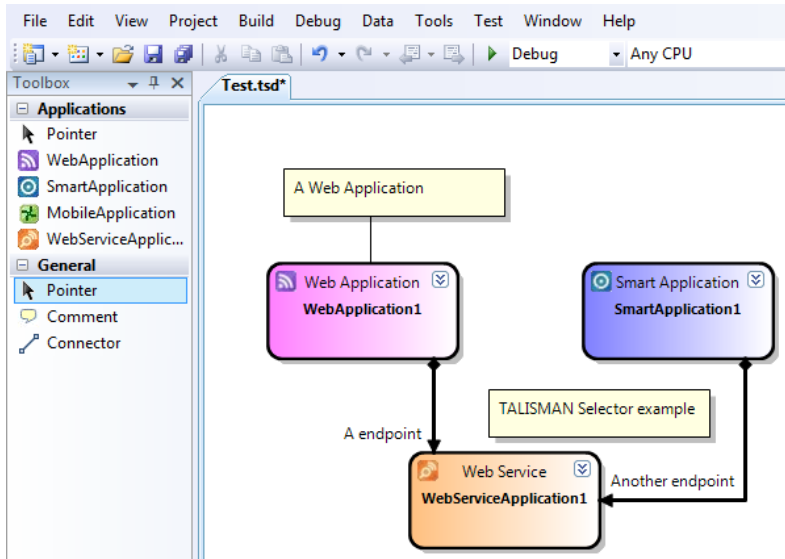 File Edit View Project Build Debug Data Tools Test Window Help
Debug Any CPU
Toolbox
Test.tsd*
Applications
Pointer
WebApplication
SmartApplication
MobileApplication
WebServiceApplic...
General
Pointer
Comment
Connector
A Web Application
Web Application
WebApplication1
Smart Application
SmartApplication1
TALISMAN Selector example
A endpoint
Web Service
WebServiceApplication1
Another endpoint